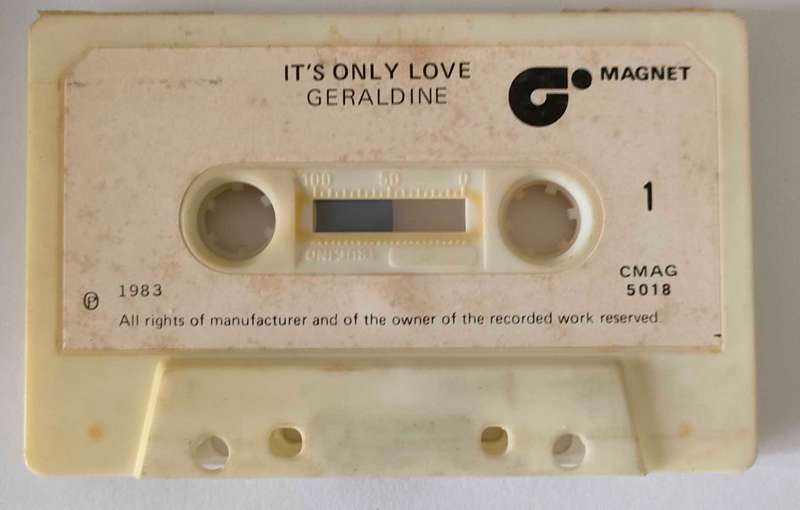 IT'S ONLY LOVE
GERALDINE
MAGNET
100 50 0
1
CMAG
5018
℗ 1983
All rights of manufacturer and of the owner of the recorded work reserved.